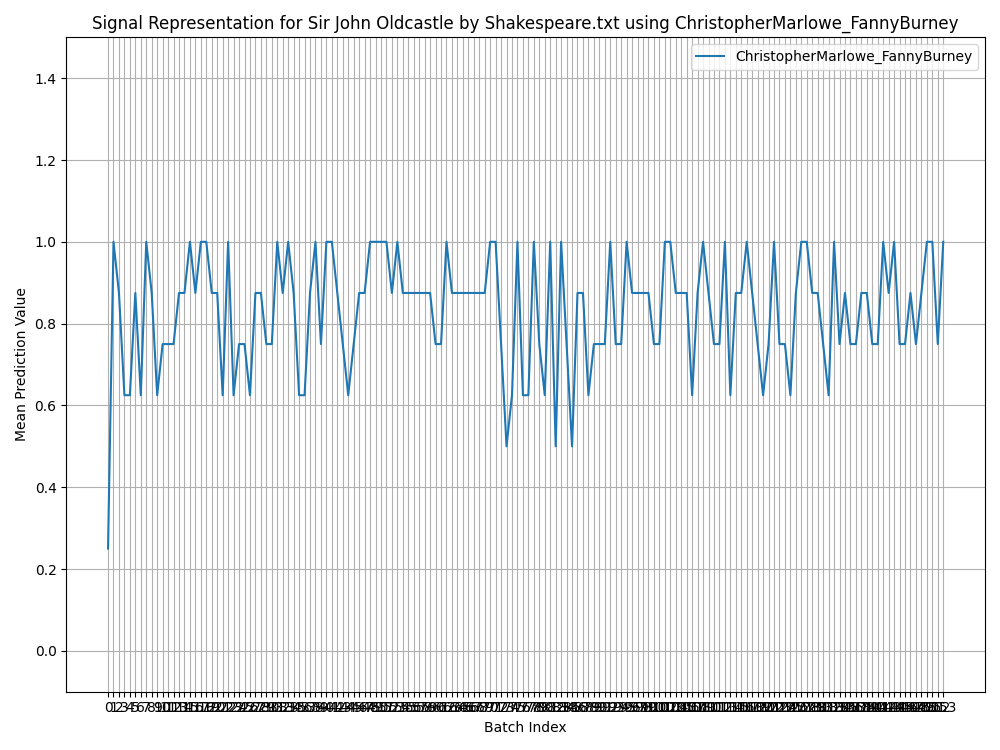 Signal Representation for Sir John Oldcastle by Shakespeare.txt using ChristopherMarlowe_FannyBurney
ChristopherMarlowe_FannyBurney
1.4
1.2
1.0
0.8
0.6
0.4
0.2
0.0
Mean Prediction Value
Batch Index